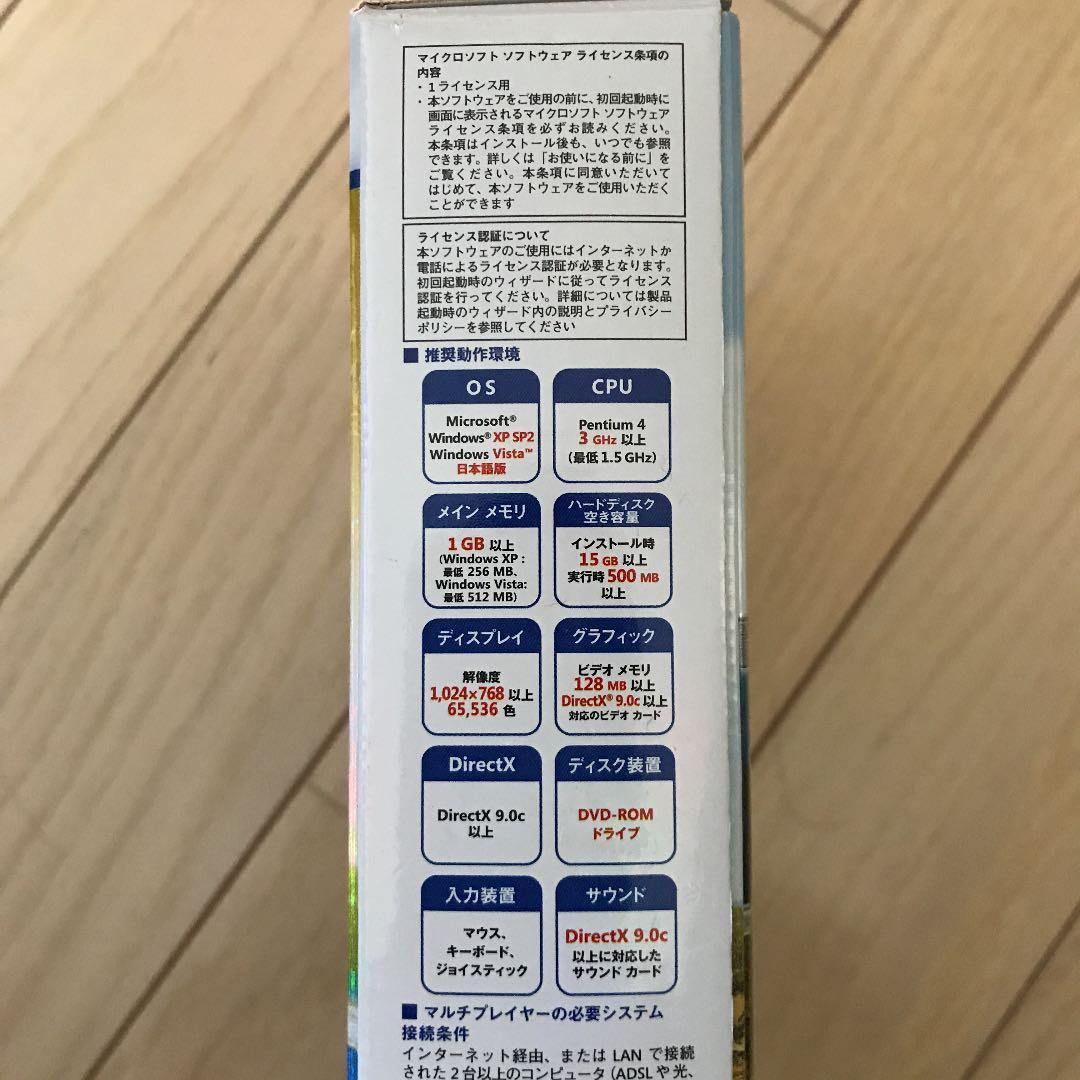 マイクロソフト ソフトウェア ライセンス条項の
内容
・1ライセンス用
・本ソフトウェアをご使用の前に、初回起動時に
画面に表示されるマイクロソフト ソフトウェア
ライセンス条項を必ずお読みください。
本条項はインストール後も、いつでも参照
できます。詳しくは「お使いになる前に」を
ご覧ください。本条項に同意いただいて
はじめて、本ソフトウェアをご使用いただく
ことができます
ライセンス認証について
本ソフトウェアのご使用にはインターネットか
電話によるライセンス認証が必要となります。
初回起動時のウィザードに従ってライセンス
認証を行ってください。詳細については製品
起動時のウィザード内の説明とプライバシー
ポリシーを参照してください
■ 推奨動作環境
OS
Microsoft®
Windows® XP SP2
Windows Vista™
日本語版
CPU
Pentium 4
3 GHz 以上
(最低 1.5 GHz)
メイン メモリ
1 GB 以上
(Windows XP :
最低 256 MB、
Windows Vista:
最低 512 MB)
ハードディスク
空き容量
インストール時
15 GB 以上
実行時 500 MB
以上
ディスプレイ
解像度
1,024×768 以上
65,536 色
グラフィック
ビデオ メモリ
128 MB 以上
DirectX® 9.0c 以上
対応のビデオ カード
DirectX
DirectX 9.0c
以上
ディスク装置
DVD-ROM
ドライブ
入力装置
マウス、
キーボード、
ジョイスティック
サウンド
DirectX 9.0c
以上に対応した
サウンド カード
■ マルチプレイヤーの必要システム
接続条件
インターネット経由、または LAN で接続
された 2 台以上のコンピュータ (ADSL や光、